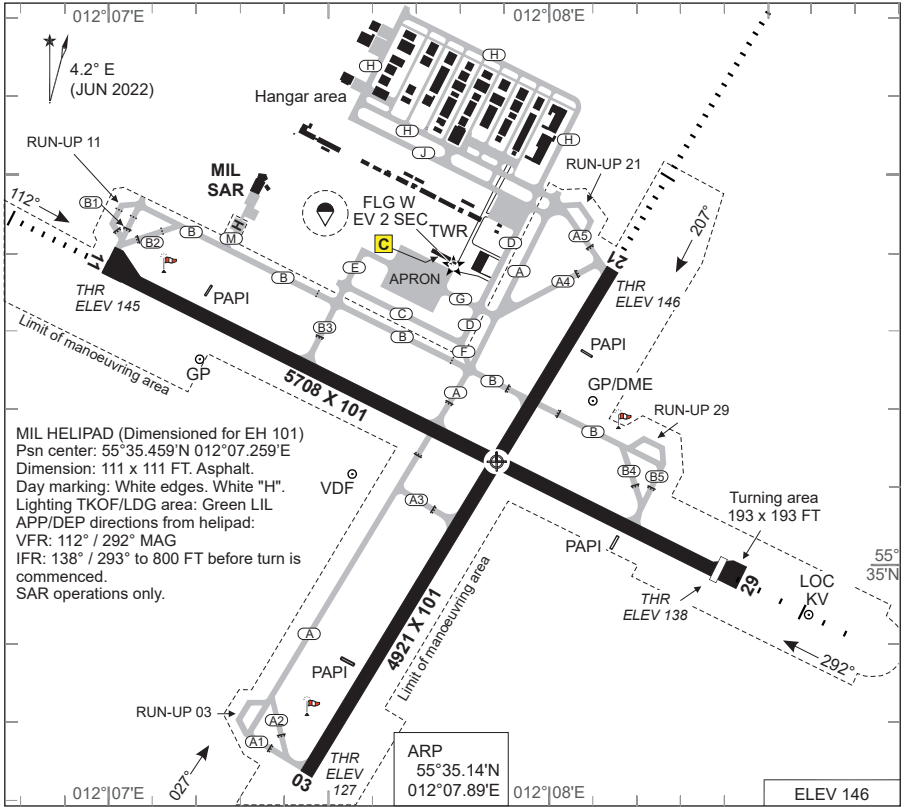 012°07'E
012°08'E
4.2° E
(JUN 2022)
H
H
Hangar area
H
H
J
RUN-UP 11
RUN-UP 21
MIL
SAR
112°
B1
B2
B
H
M
FLG W
EV 2 SEC
TWR
C
D
A
A5
207°
21
11
THR
ELEV 145
PAPI
B
E
APRON
G
A4
THR
ELEV 146
C
D
B3
B
F
PAPI
Limit of manoeuvring area
GP
5708 X 101
A
B
GP/DME
RUN-UP 29
B
MIL HELIPAD (Dimensioned for EH 101)
Psn center: 55°35.459'N 012°07.259'E
Dimension: 111 x 111 FT. Asphalt.
Day marking: White edges. White "H".
Lighting TKOF/LDG area: Green LIL
APP/DEP directions from helipad:
VFR: 112° / 292° MAG
IFR: 138° / 293° to 800 FT before turn is
commenced.
SAR operations only.
VDF
A3
B4
B5
Turning area
193 x 193 FT
PAPI
55°
35'N
29
LOC
KV
THR
ELEV 138
292°
A
4921 X 101
Limit of manoeuvring area
PAPI
RUN-UP 03
A2
A1
027°
03
THR
ELEV
127
ARP
55°35.14'N
012°07.89'E
012°07'E
012°08'E
ELEV 146